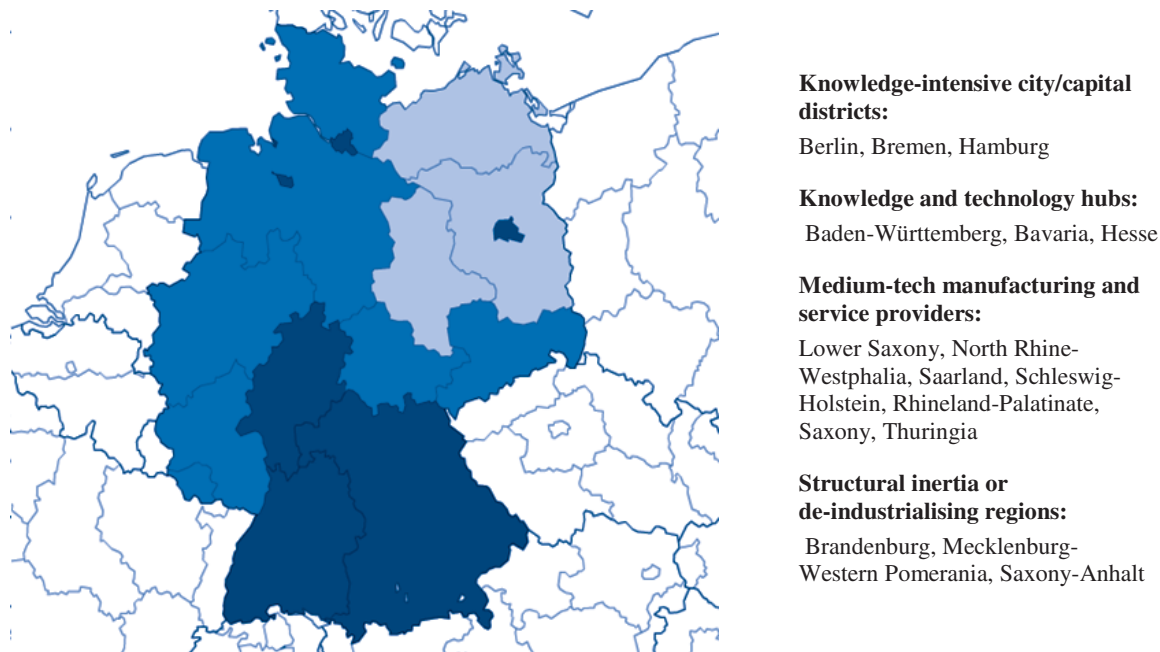 Knowledge-intensive city/capital
districts:
Berlin, Bremen, Hamburg
Knowledge and technology hubs:
Baden-Württemberg, Bavaria, Hesse
Medium-tech manufacturing and
service providers:
Lower Saxony, North Rhine-
Westphalia, Saarland, Schleswig-
Holstein, Rhineland-Palatinate,
Saxony, Thuringia
Structural inertia or
de-industrialising regions:
Brandenburg, Mecklenburg-
Western Pomerania, Saxony-Anhalt